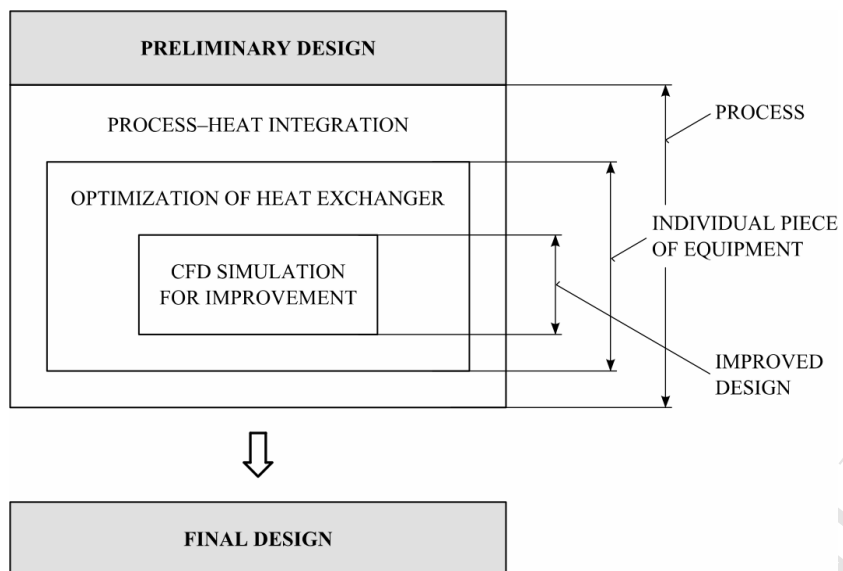 PRELIMINARY DESIGN
PROCESS–HEAT INTEGRATION
OPTIMIZATION OF HEAT EXCHANGER
CFD SIMULATION
FOR IMPROVEMENT
PROCESS
INDIVIDUAL PIECE
OF EQUIPMENT
IMPROVED
DESIGN
FINAL DESIGN